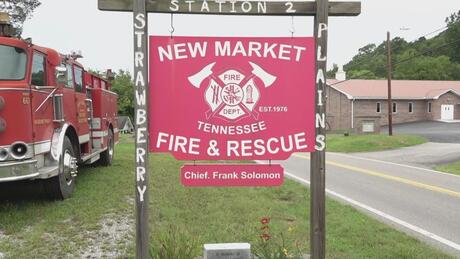 STATION 2
STRAWBERRY
PLAINS
NEW MARKET
FIRE
DEPT.
EST.1976
TENNESSEE
FIRE & RESCUE
Chief. Frank Solomon